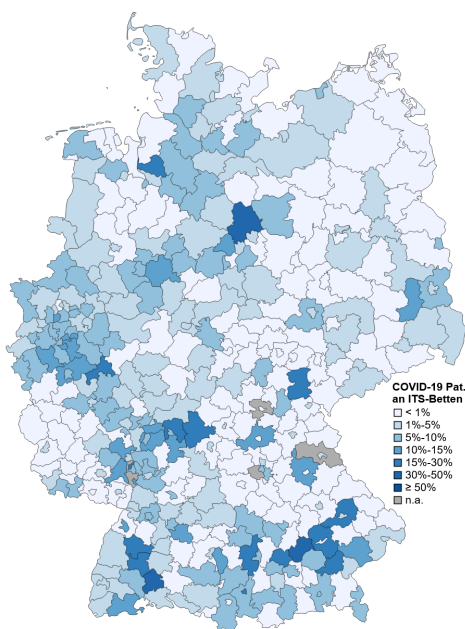 COVID-19 Pat.
an ITS-Betten
< 1%
1%-5%
5%-10%
10%-15%
15%-30%
30%-50%
≥ 50%
n.a.